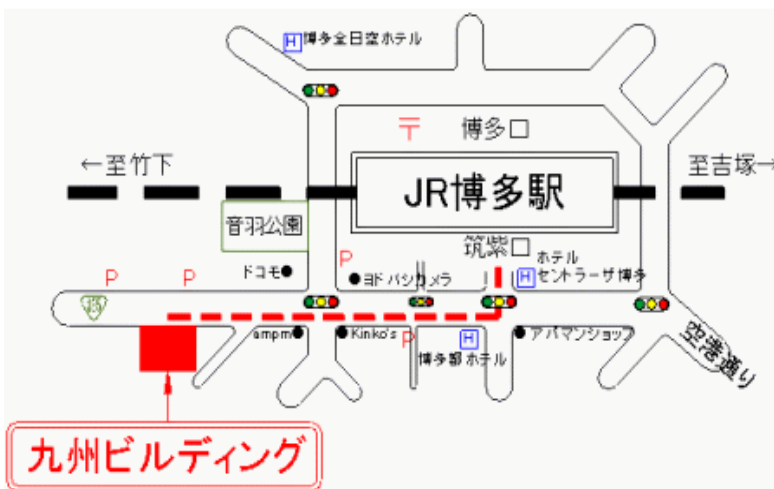 H 博多全日空ホテル
〒 博多口
←至竹下
至吉塚→
JR博多駅
音羽公園
筑紫口
ホテル
H セントラーザ博多
ドコモ
P
P
P
ヨドバシカメラ
ampm
Kinko's
P
H
博多都ホテル
アパマンショップ
空港通り
九州ビルディング